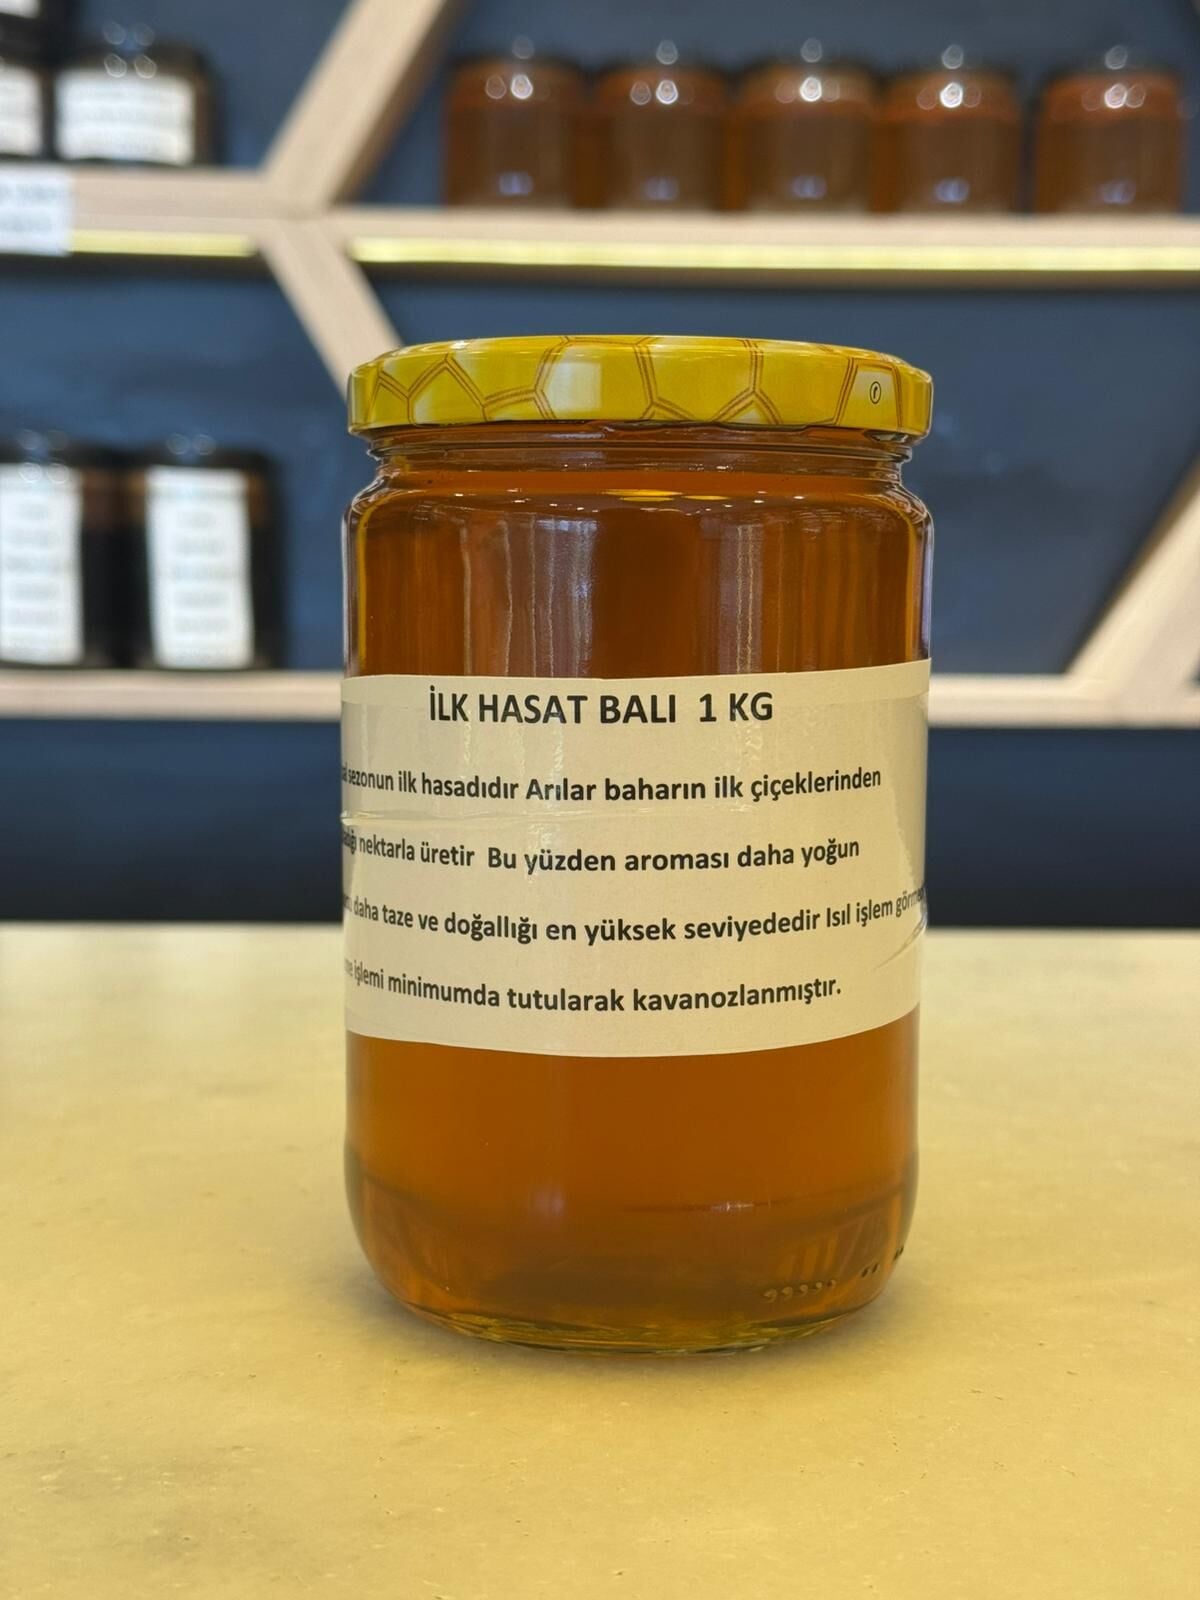 İLK HASAT BALI 1 KG
sezonun ilk hasadıdır Arılar baharın ilk çiçeklerinden
nektarla üretir Bu yüzden aroması daha yoğun
daha taze ve doğallığı en yüksek seviyededir Isıl işlem
işlemi minimumda tutularak kavanozlanmıştır.